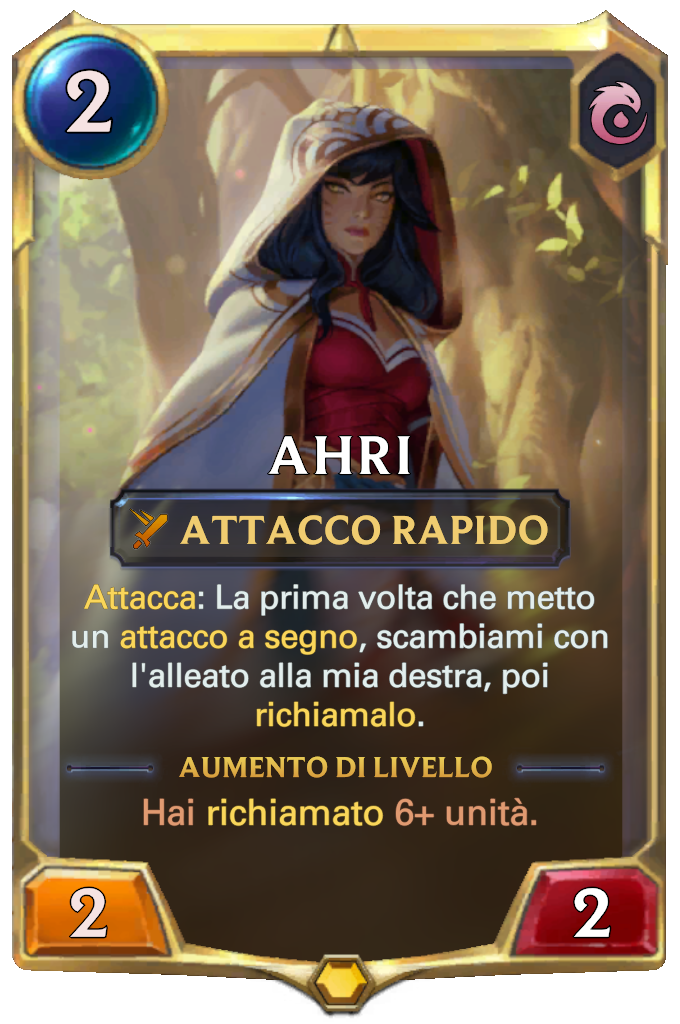 2
AHRI
ATTACCO RAPIDO
Attacca: La prima volta che metto
un attacco a segno, scambiami con
l'alleato alla mia destra, poi
richiamalo.
AUMENTO DI LIVELLO
Hai richiamato 6+ unità.
2
2